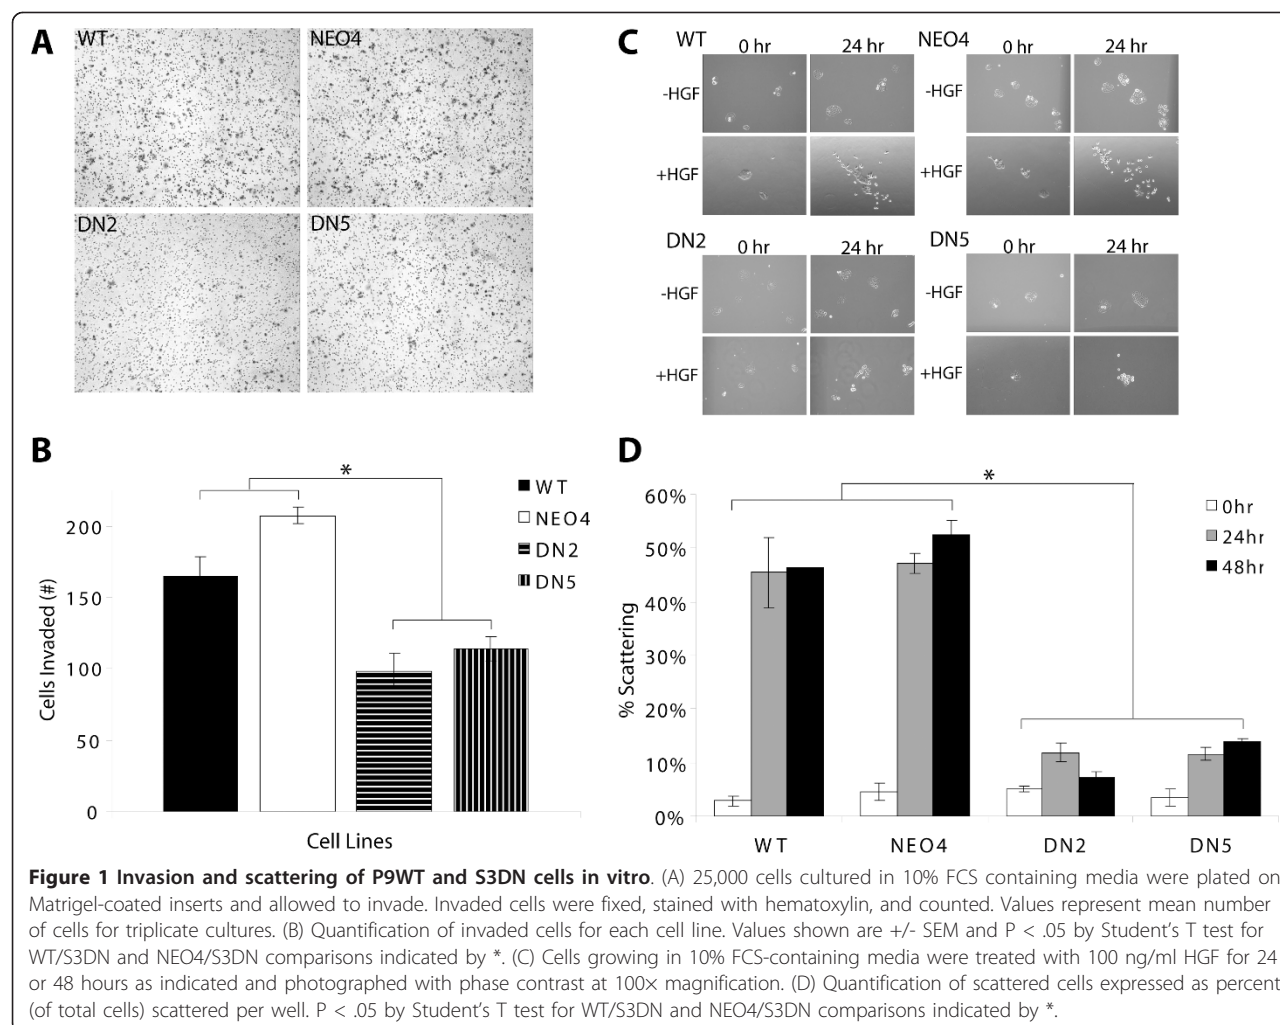 A
WT
NEO4
DN2
DN5
C
WT
0 hr
24 hr
-HGF
+HGF
NEO4
0 hr
24 hr
-HGF
+HGF
DN2
0 hr
24 hr
-HGF
+HGF
DN5
0 hr
24 hr
-HGF
+HGF
B
*
WT
NEO4
DN2
DN5
Cells Invaded (#)
200
150
100
50
0
Cell Lines
D
*
0hr
24hr
48hr
% Scattering
60%
50%
40%
30%
20%
10%
0%
WT
NEO4
DN2
DN5
Figure 1 Invasion and scattering of P9WT and S3DN cells in vitro. (A) 25,000 cells cultured in 10% FCS containing media were plated on
Matrigel-coated inserts and allowed to invade. Invaded cells were fixed, stained with hematoxylin, and counted. Values represent mean number
of cells for triplicate cultures. (B) Quantification of invaded cells for each cell line. Values shown are +/- SEM and P < .05 by Student's T test for
WT/S3DN and NEO4/S3DN comparisons indicated by *. (C) Cells growing in 10% FCS-containing media were treated with 100 ng/ml HGF for 24
or 48 hours as indicated and photographed with phase contrast at 100× magnification. (D) Quantification of scattered cells expressed as percent
(of total cells) scattered per well. P < .05 by Student's T test for WT/S3DN and NEO4/S3DN comparisons indicated by *.